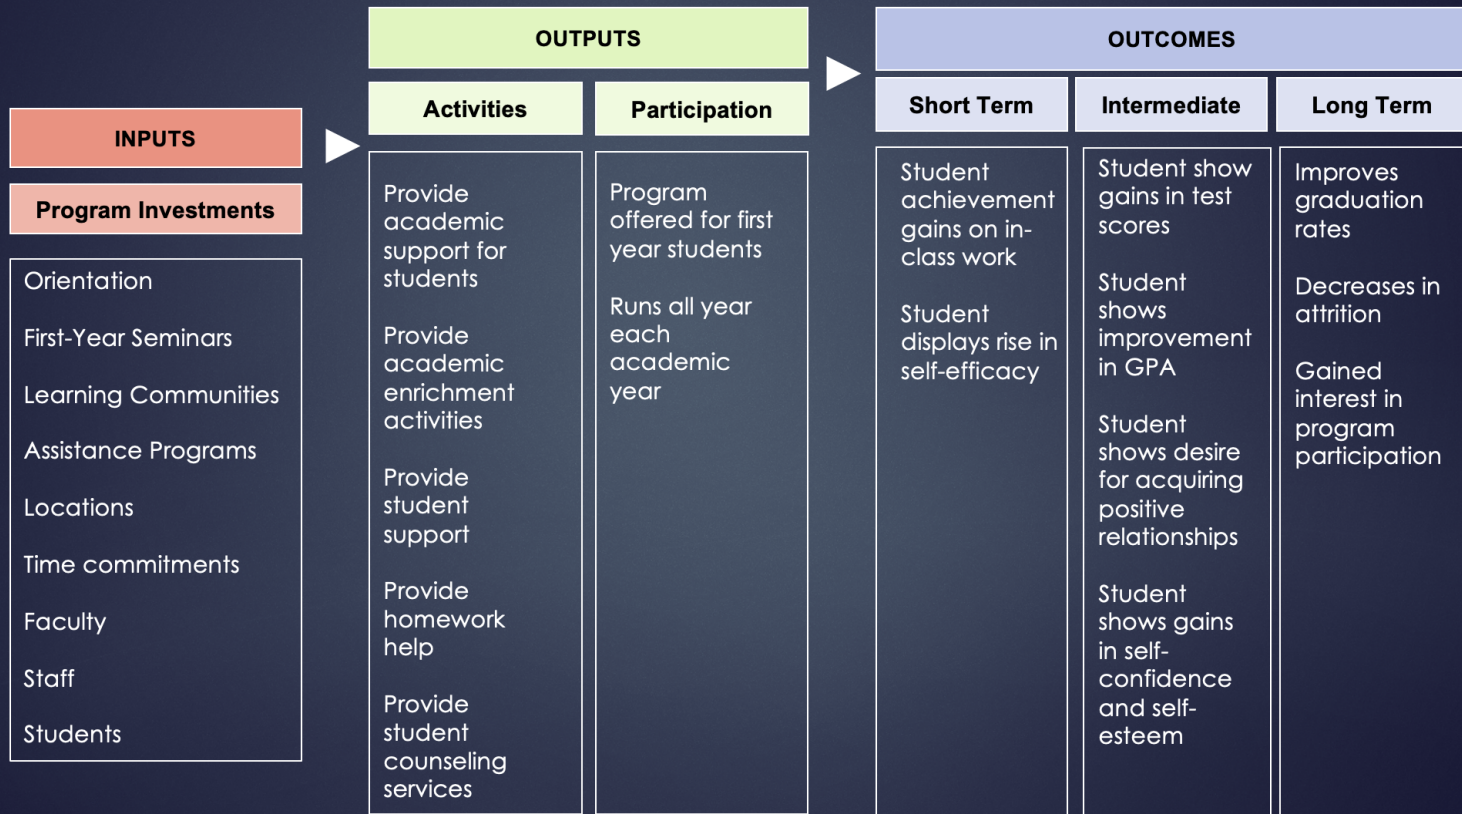 INPUTS
Program Investments
Orientation
First-Year Seminars
Learning Communities
Assistance Programs
Locations
Time commitments
Faculty
Staff
Students
OUTPUTS
Activities
Provide
academic
support for
students
Provide
academic
enrichment
activities
Provide
student
support
Provide
homework
help
Provide
student
counseling
services
Participation
Program
offered for first
year students
Runs all year
each
academic
year
OUTCOMES
Short Term
Student
achievement
gains on in-
class work
Student
displays rise in
self-efficacy
Intermediate
Student show
gains in test
scores
Student
shows
improvement
in GPA
Student
shows desire
for acquiring
positive
relationships
Student
shows gains
in self-
confidence
and self-
esteem
Long Term
Improves
graduation
rates
Decreases in
attrition
Gained
interest in
program
participation